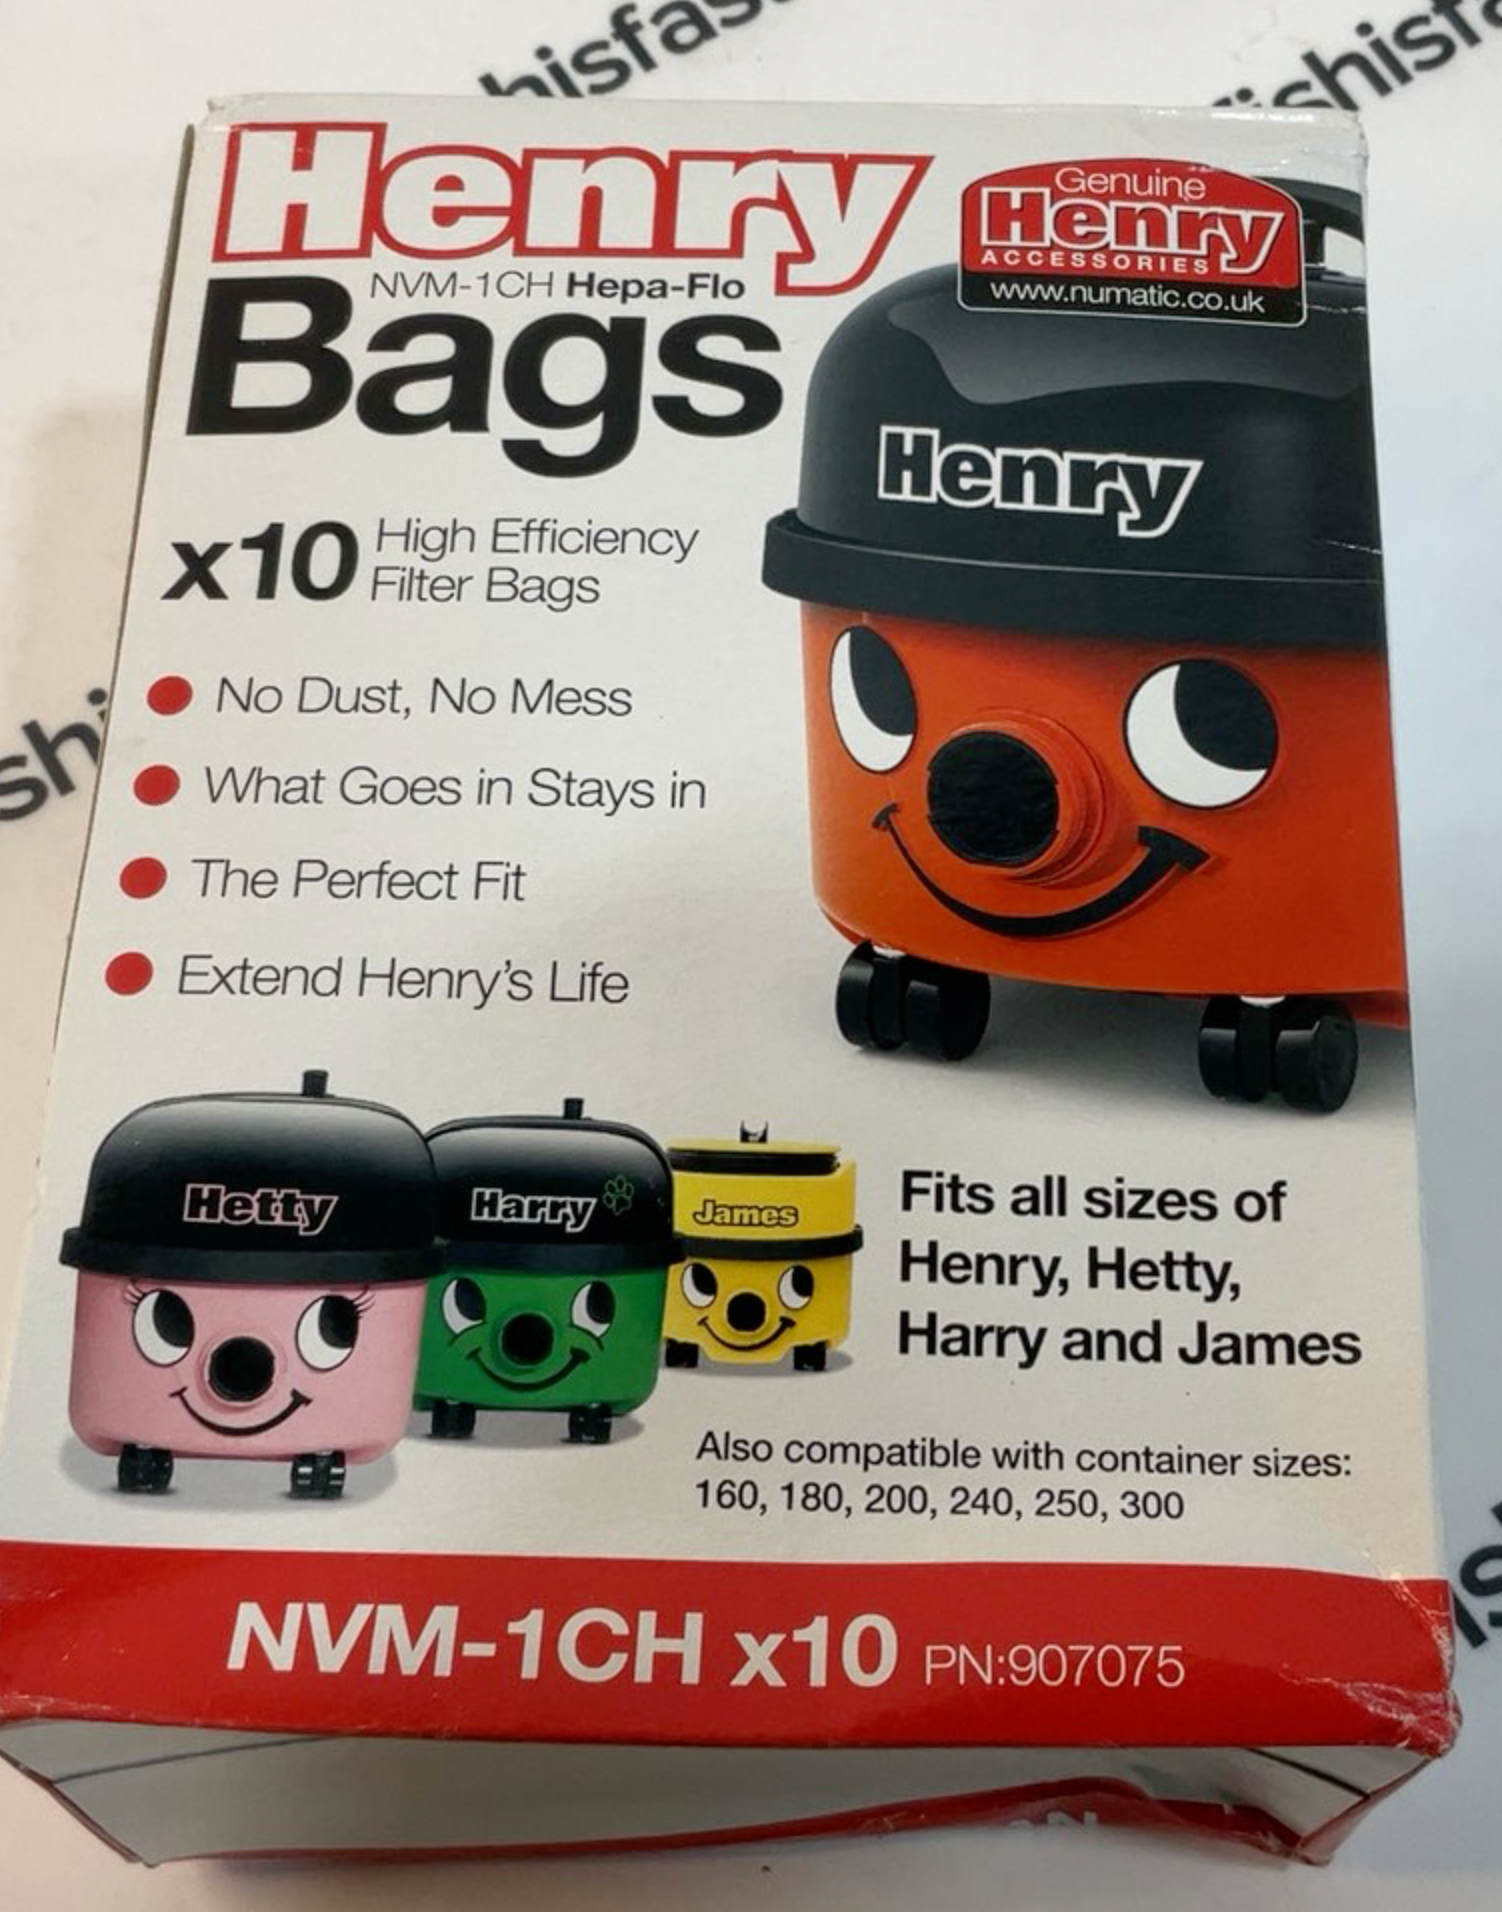 Henry
NVM-1CH Hepa-Flo
Bags
Genuine
Henry
ACCESSORIES
www.numatic.co.uk
Henry
x10 High Efficiency
Filter Bags
No Dust, No Mess
What Goes in Stays in
The Perfect Fit
Extend Henry's Life
Hetty
Harry
James
Fits all sizes of
Henry, Hetty,
Harry and James
Also compatible with container sizes:
160, 180, 200, 240, 250, 300
NVM-1CH x10 PN:907075